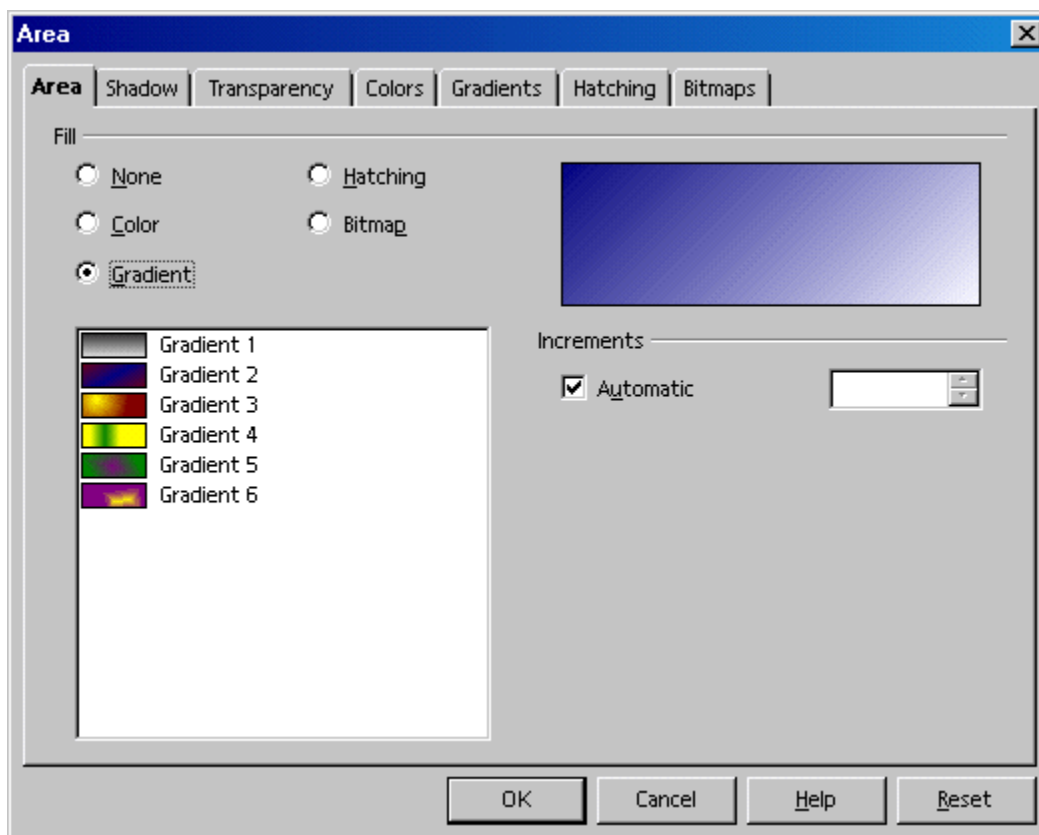 Area
Area Shadow Transparency Colors Gradients Hatching Bitmaps
Fill
None Hatching
Color Bitmap
Gradient
Gradient 1
Gradient 2
Gradient 3
Gradient 4
Gradient 5
Gradient 6
Increments
Automatic
OK Cancel Help Reset